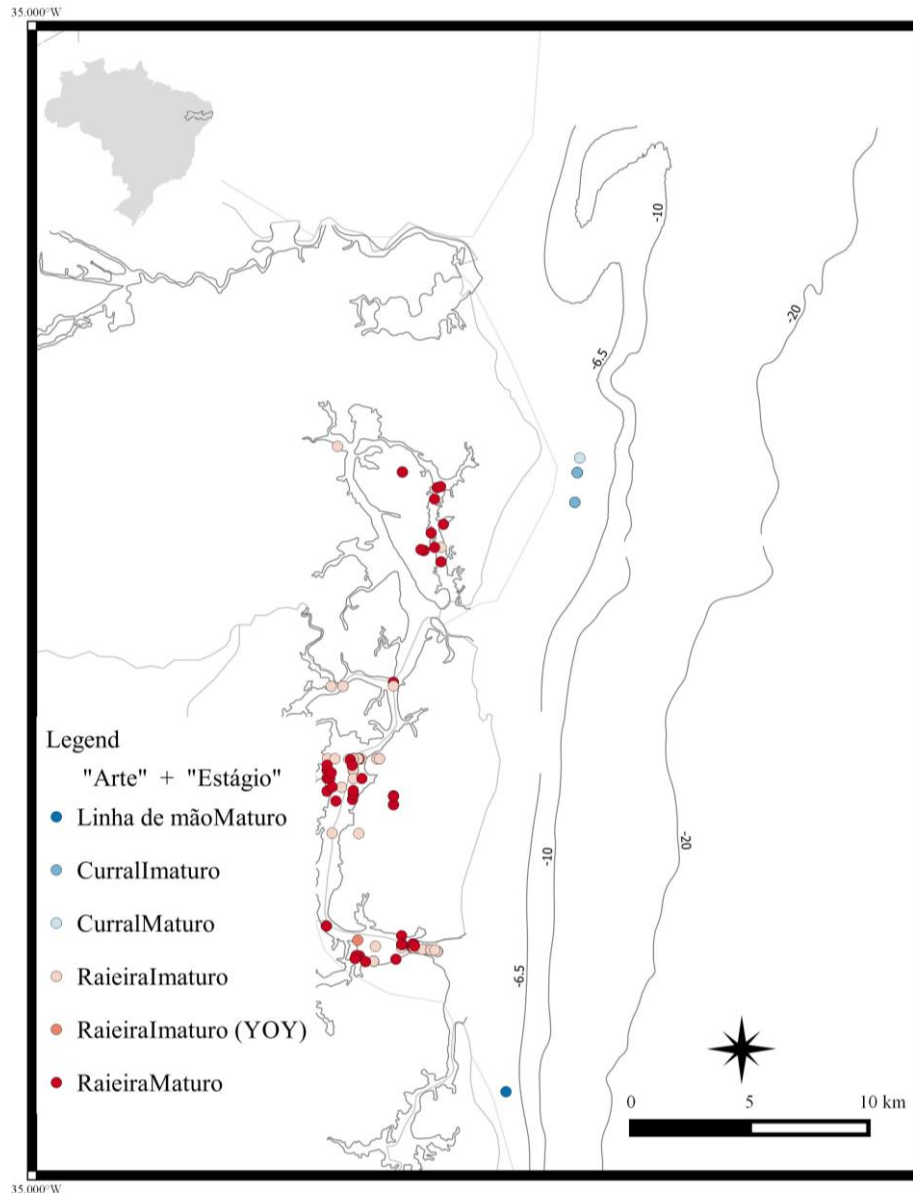 35.000°W
-10
-20
-6.5
Legend
"Arte" + "Estágio"
Linha de mãoMaturo
CurralImaturo
CurralMaturo
RaieiraImaturo
RaieiraImaturo (YOY)
RaieiraMaturo
-10
-20
-6.5
0 5 10 km
35.000°W